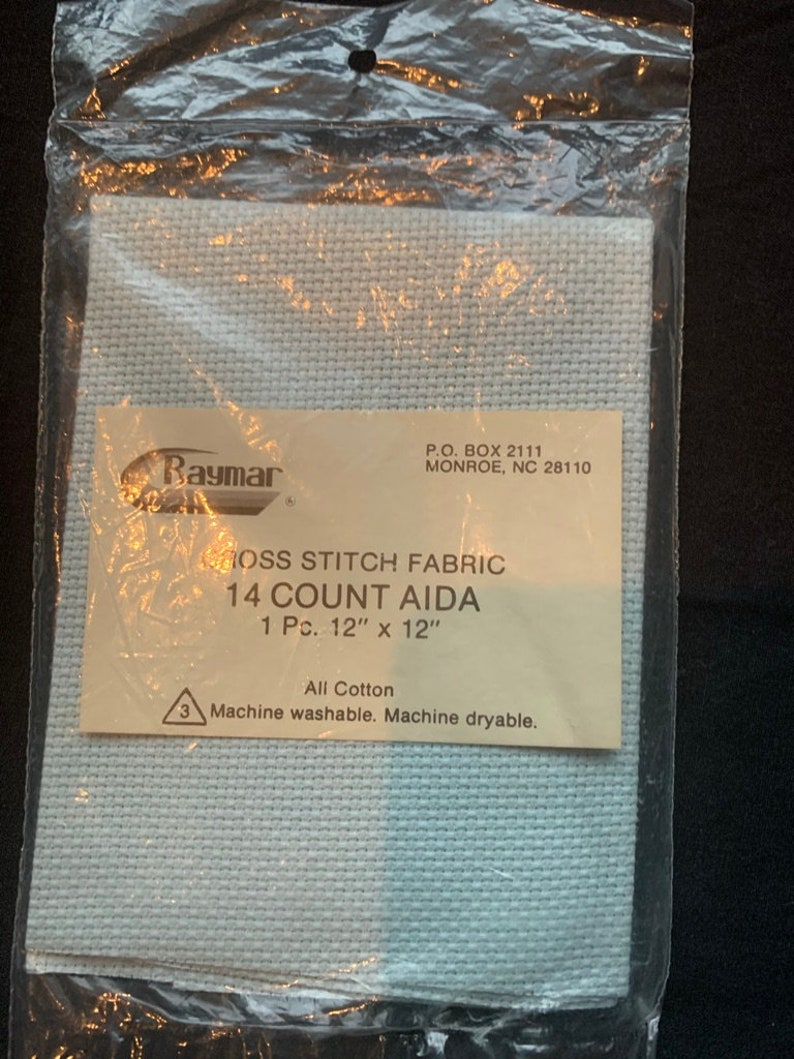 Raymar
®
P.O. BOX 2111
MONROE, NC 28110
CROSS STITCH FABRIC
14 COUNT AIDA
1 Pc. 12″ x 12″
All Cotton
3 Machine washable. Machine dryable.